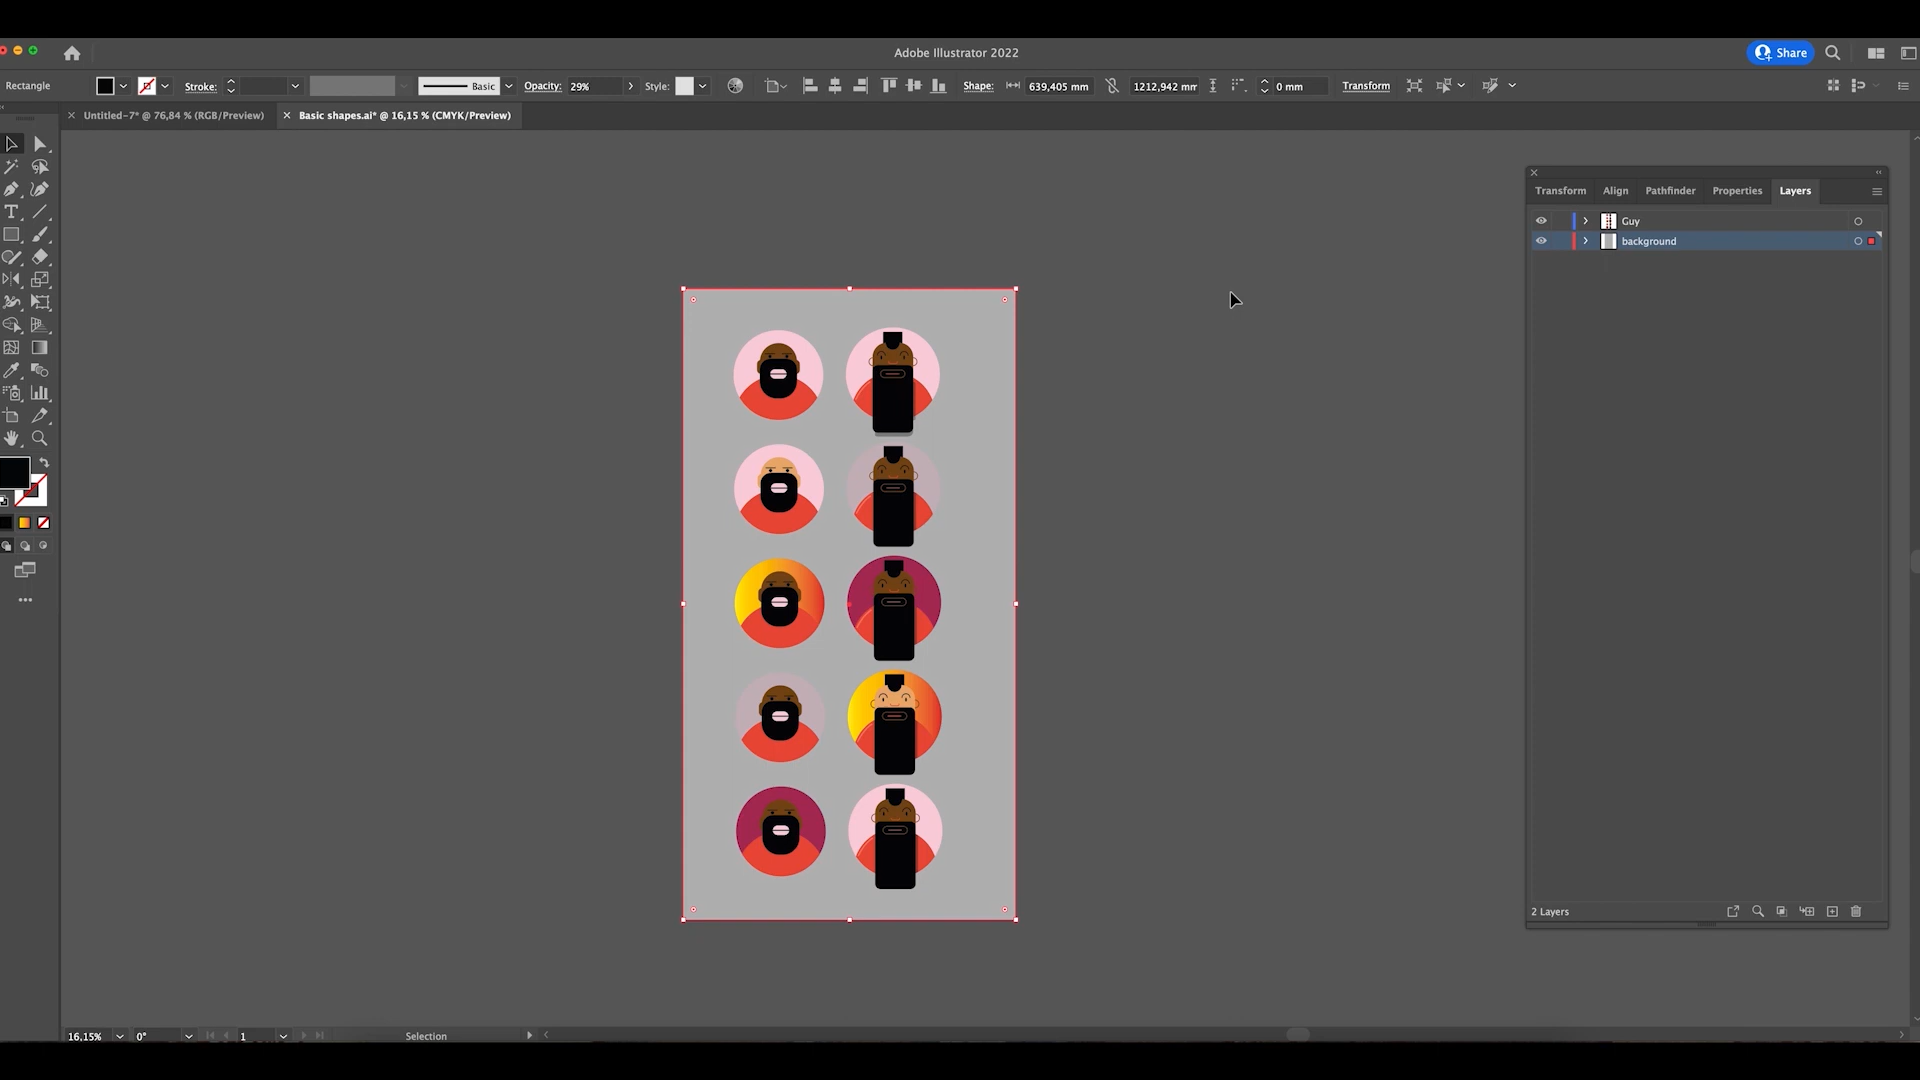 Adobe Illustrator 2022
Share
Rectangle
Stroke:
Basic
Opacity:
29%
Style:
Shape:
639,405 mm
1212,942 mm
0 mm
Transform
Untitled-7* @ 76,84 % (RGB/Preview)
Basic shapes.ai* @ 16,15 % (CMYK/Preview)
Transform
Align
Pathfinder
Properties
Layers
Guy
background
2 Layers
16,15%
0°
1
Selection